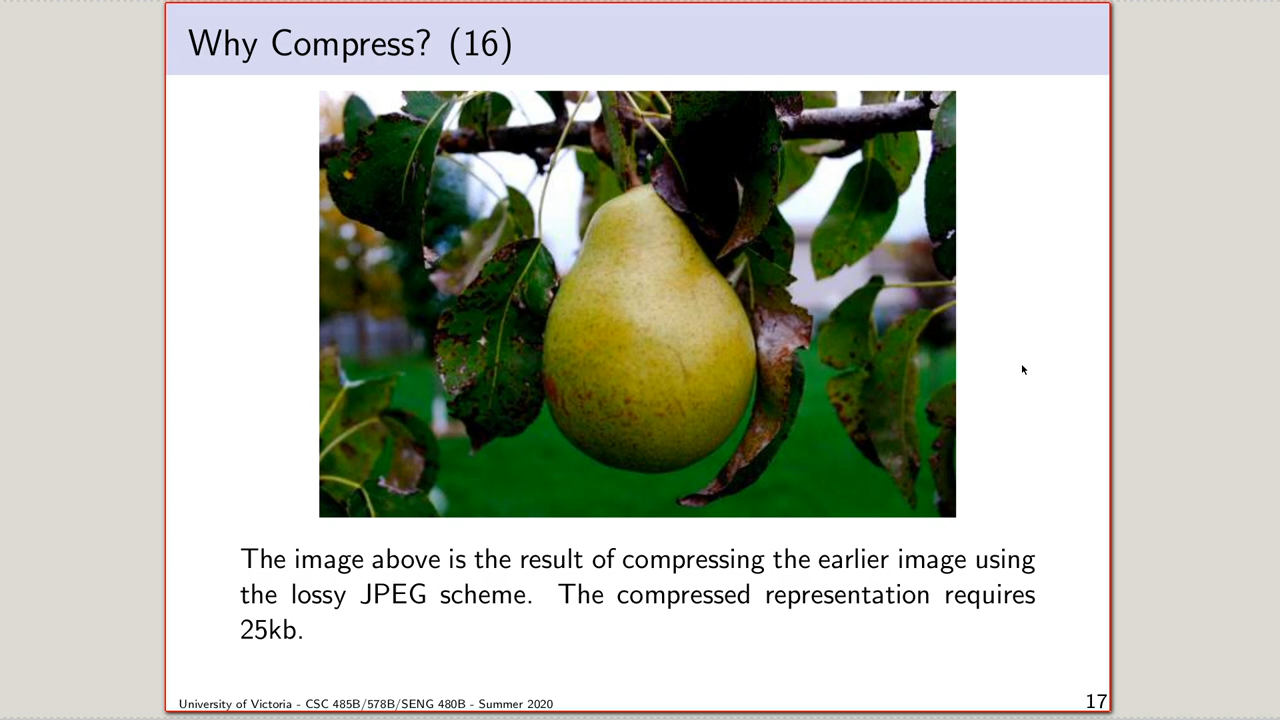 Why Compress? (16)
The image above is the result of compressing the earlier image using
the lossy JPEG scheme. The compressed representation requires
25kb.
University of Victoria - CSC 485B/578B/SENG 480B - Summer 2020
17